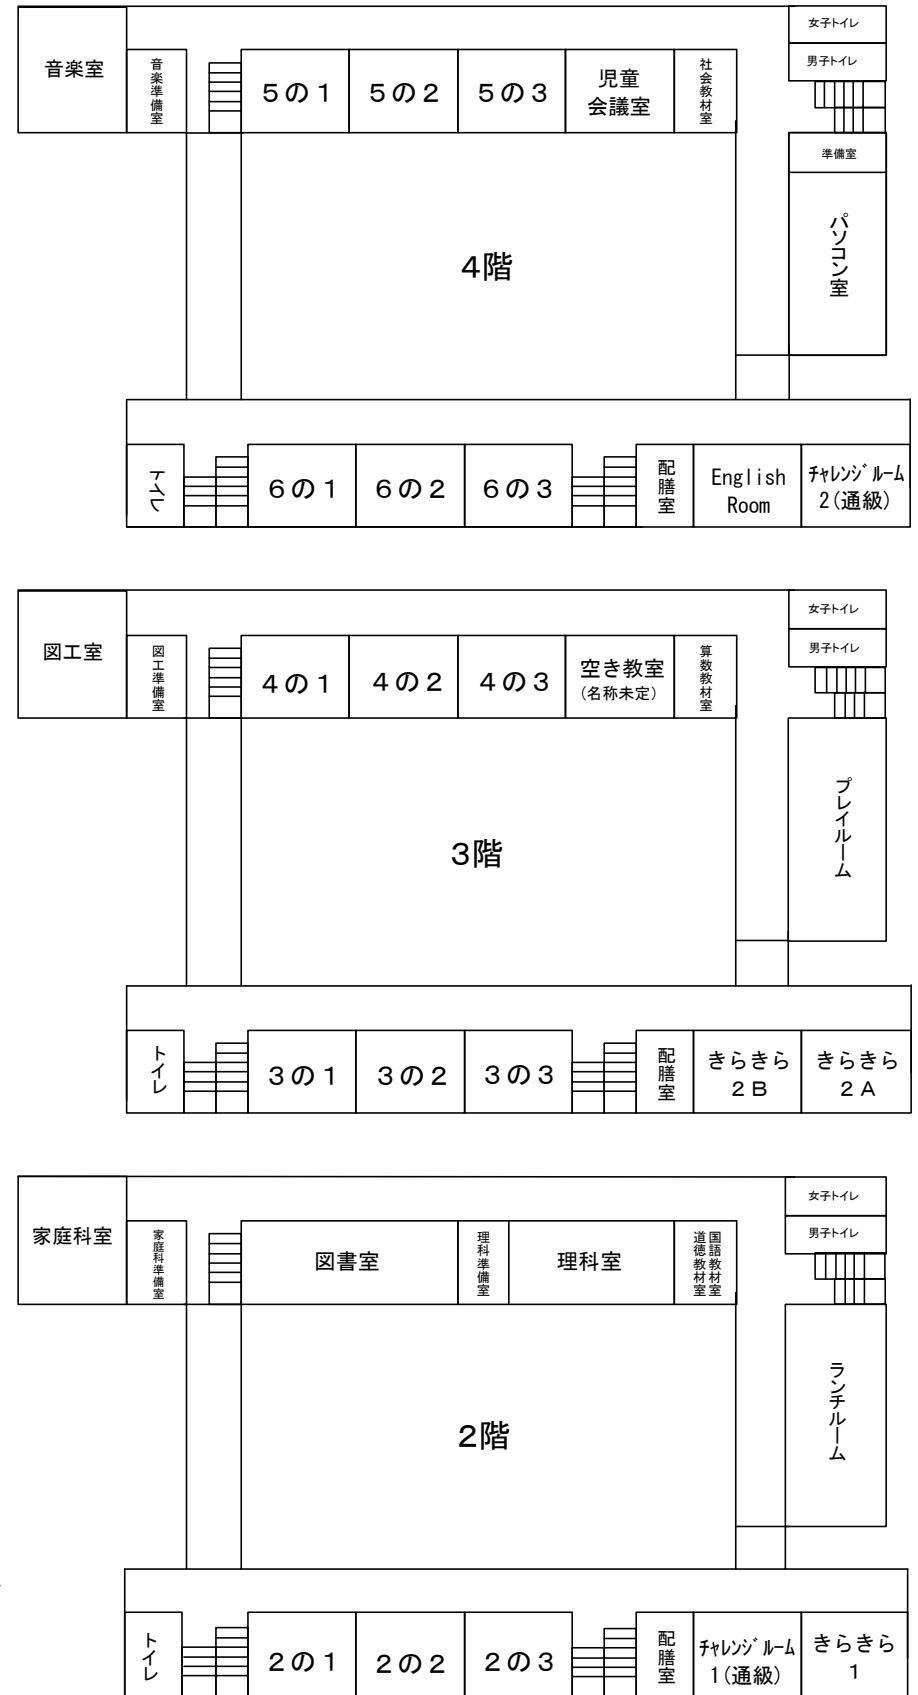 女子トイレ
音楽室
音楽準備室
5の1
5の2
5の3
児童
会議室
社会教材室
男子トイレ
準備室
パソコン室
4階
トイレ
6の1
6の2
6の3
配膳室
English
Room
チャレンジルーム
2(通級)
女子トイレ
図工室
図工準備室
4の1
4の2
4の3
空き教室
(名称未定)
算数教材室
男子トイレ
プレイルーム
3階
トイレ
3の1
3の2
3の3
配膳室
きらきら
2B
きらきら
2A
女子トイレ
家庭科室
家庭科準備室
図書室
理科準備室
理科室
国語教材室
道徳教材室
男子トイレ
ランチルーム
2階
トイレ
2の1
2の2
2の3
配膳室
チャレンジルーム
1(通級)
きらきら
1